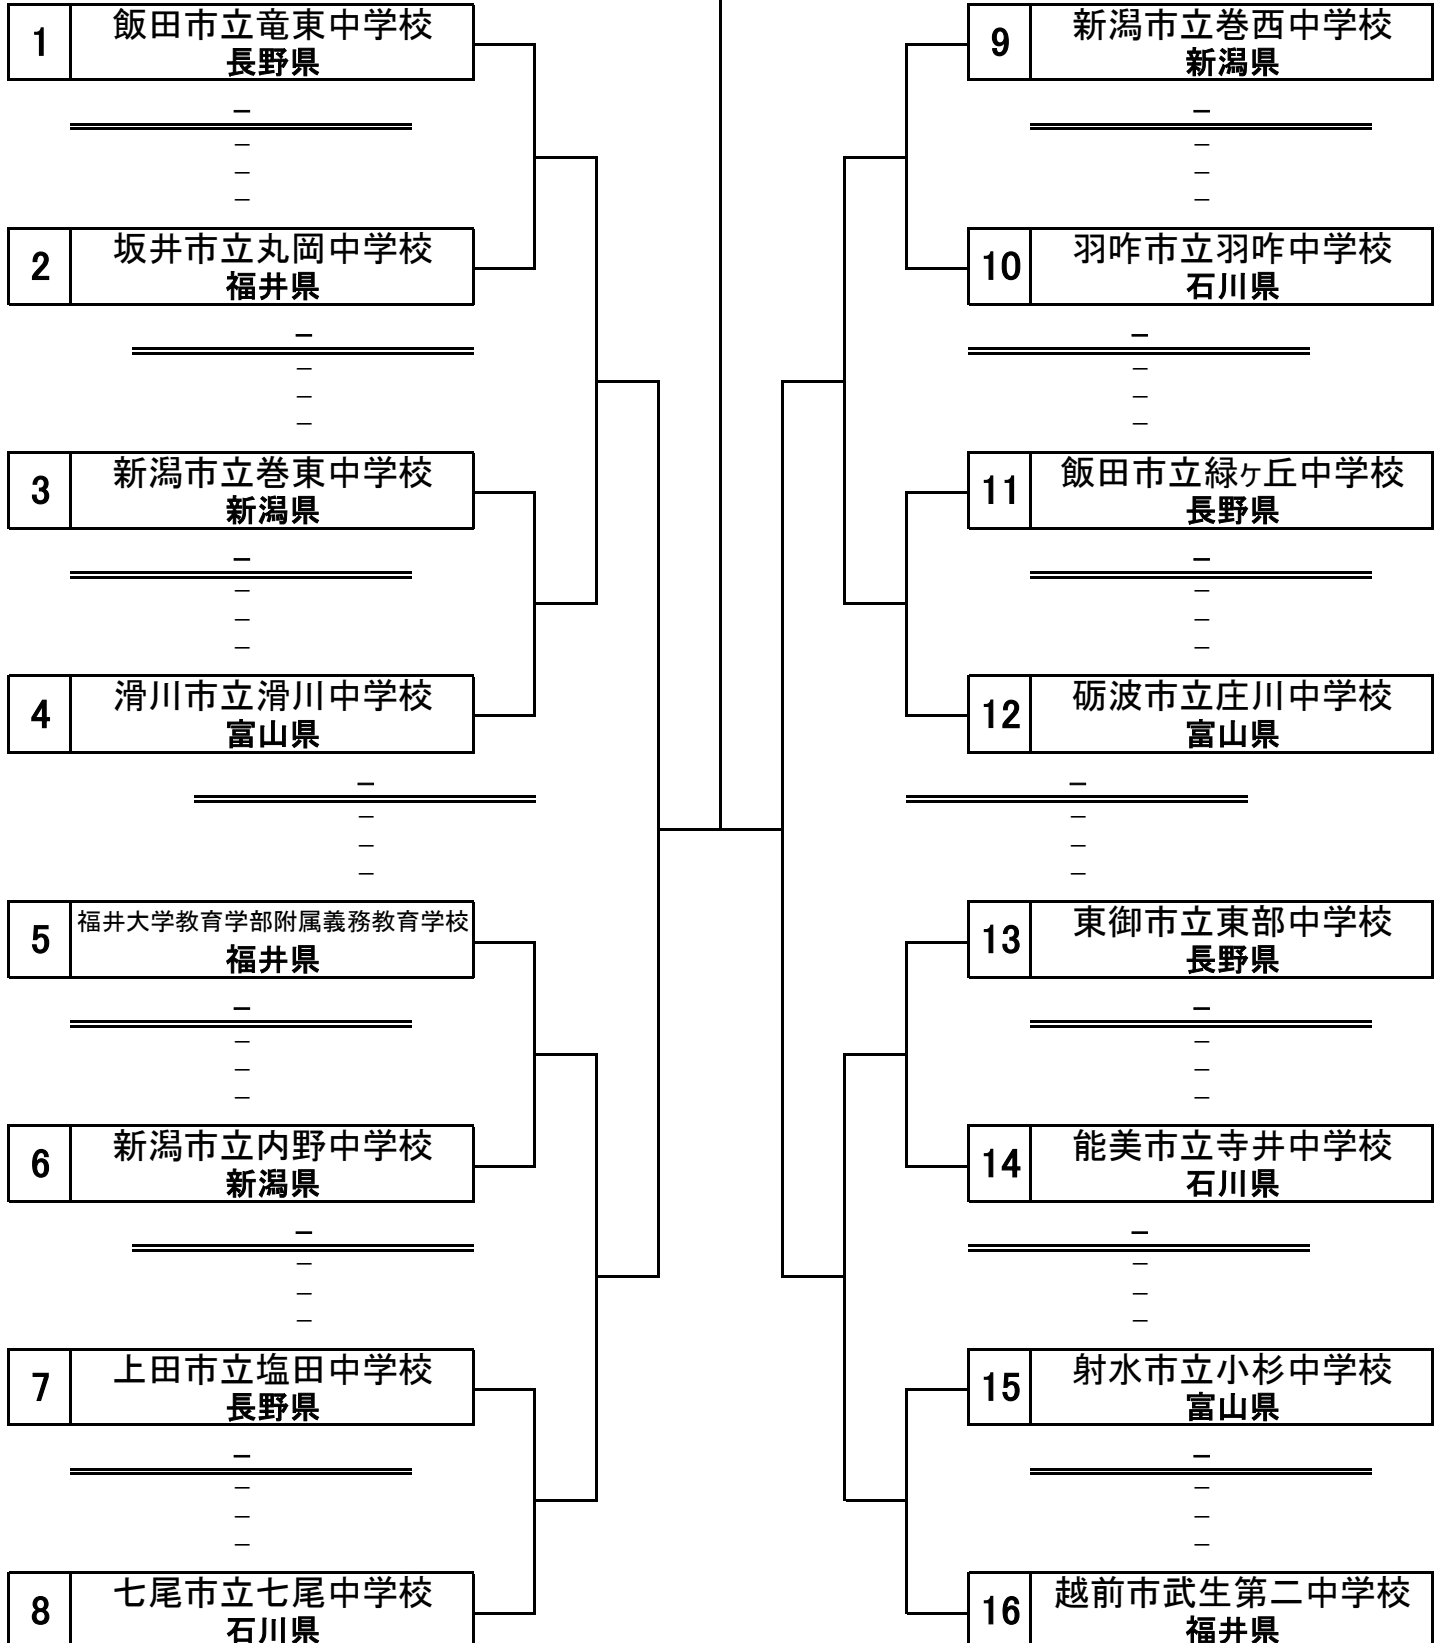 1
飯田市立竜東中学校
長野県
–
–
–
–
2
坂井市立丸岡中学校
福井県
–
–
–
–
3
新潟市立巻東中学校
新潟県
–
–
–
–
4
滑川市立滑川中学校
富山県
–
–
–
–
5
福井大学教育学部附属義務教育学校
福井県
–
–
–
–
6
新潟市立内野中学校
新潟県
–
–
–
–
7
上田市立塩田中学校
長野県
–
–
–
–
8
七尾市立七尾中学校
石川県
9
新潟市立巻西中学校
新潟県
–
–
–
–
10
羽咋市立羽咋中学校
石川県
–
–
–
–
11
飯田市立緑ヶ丘中学校
長野県
–
–
–
–
12
砺波市立庄川中学校
富山県
–
–
–
–
13
東御市立東部中学校
長野県
–
–
–
–
14
能美市立寺井中学校
石川県
–
–
–
–
15
射水市立小杉中学校
富山県
–
–
–
–
16
越前市武生第二中学校
福井県